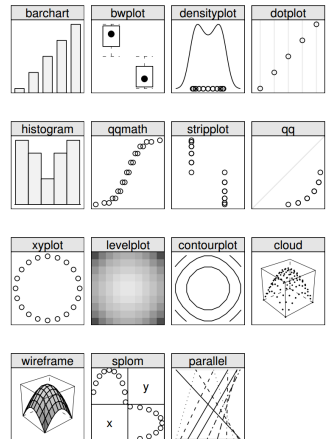 barchart bwplot densityplot dotplot
histogram qqmath stripplot qq
xyplot levelplot contourplot cloud
wireframe splom parallel
y
x